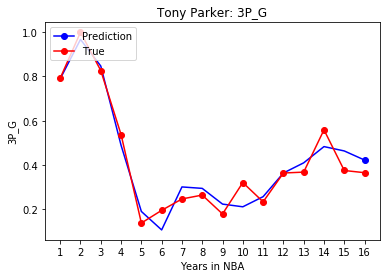 Tony Parker: 3P_G
Prediction
True
1.0
0.8
0.6
0.4
0.2
3P_G
1 2 3 4 5 6 7 8 9 10 11 12 13 14 15 16
Years in NBA